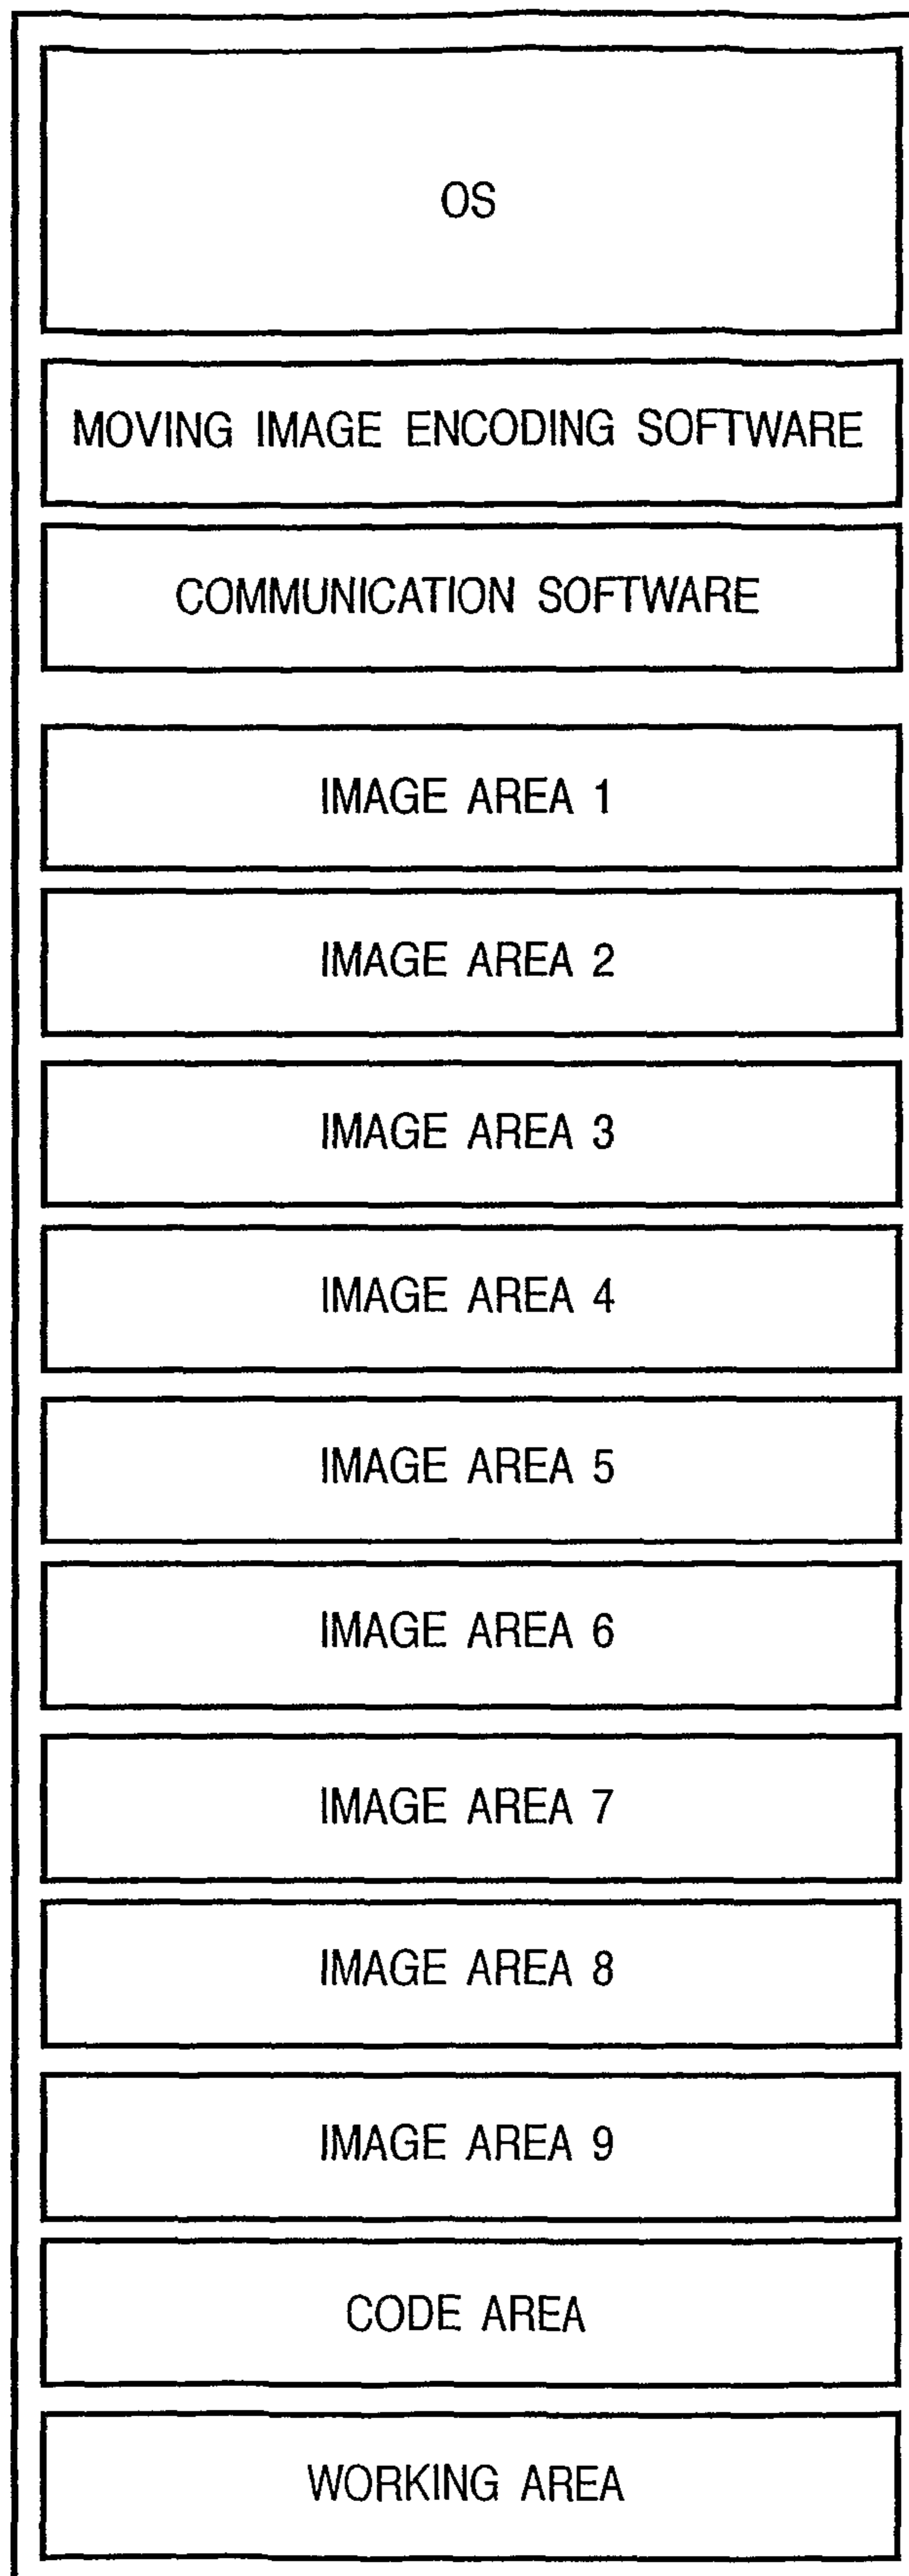 OS
MOVING IMAGE ENCODING SOFTWARE
COMMUNICATION SOFTWARE
IMAGE AREA 1
IMAGE AREA 2
IMAGE AREA 3
IMAGE AREA 4
IMAGE AREA 5
IMAGE AREA 6
IMAGE AREA 7
IMAGE AREA 8
IMAGE AREA 9
CODE AREA
WORKING AREA